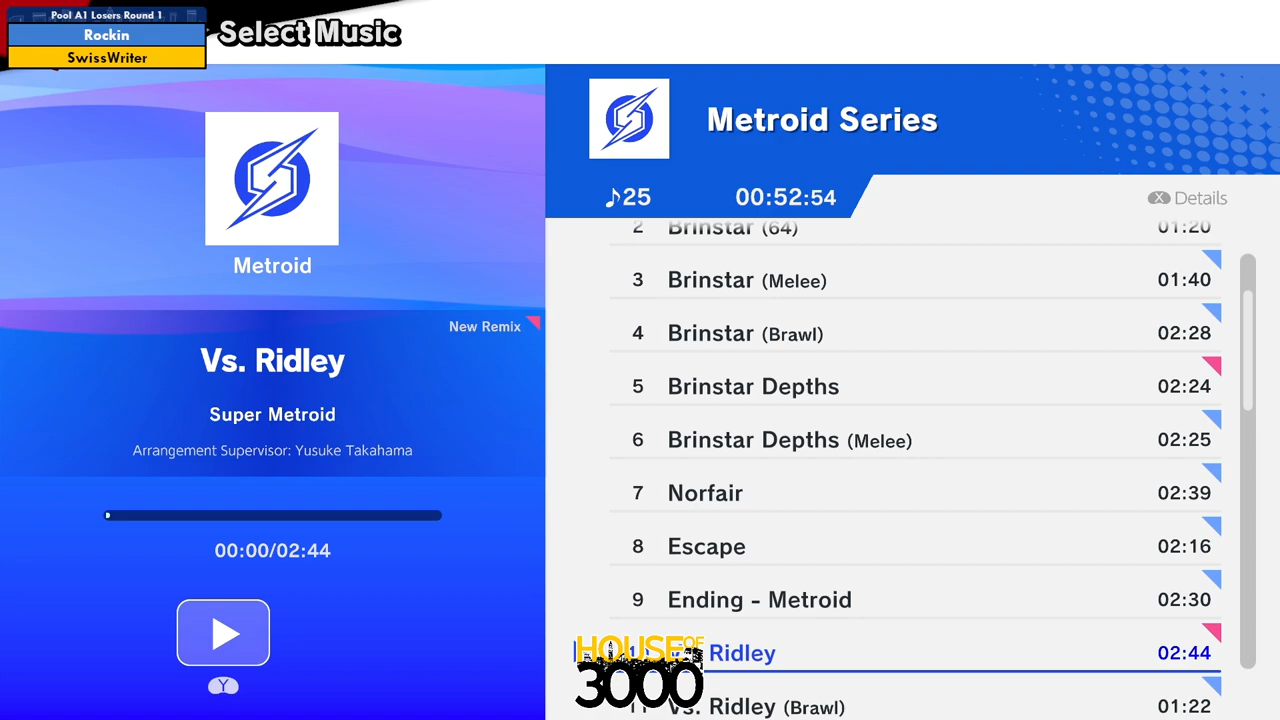 Pool A1 Losers Round 1
Rockin
SwissWriter
Select Music
Metroid
New Remix
Vs. Ridley
Super Metroid
Arrangement Supervisor: Yusuke Takahama
00:00/02:44
Y
Metroid Series
♪25 00:52:54
X Details
2 Brinstar (64) 01:20
3 Brinstar (Melee) 01:40
4 Brinstar (Brawl) 02:28
5 Brinstar Depths 02:24
6 Brinstar Depths (Melee) 02:25
7 Norfair 02:39
8 Escape 02:16
9 Ending - Metroid 02:30
Ridley 02:44
Vs. Ridley (Brawl) 01:22
HOUSE OF
3000